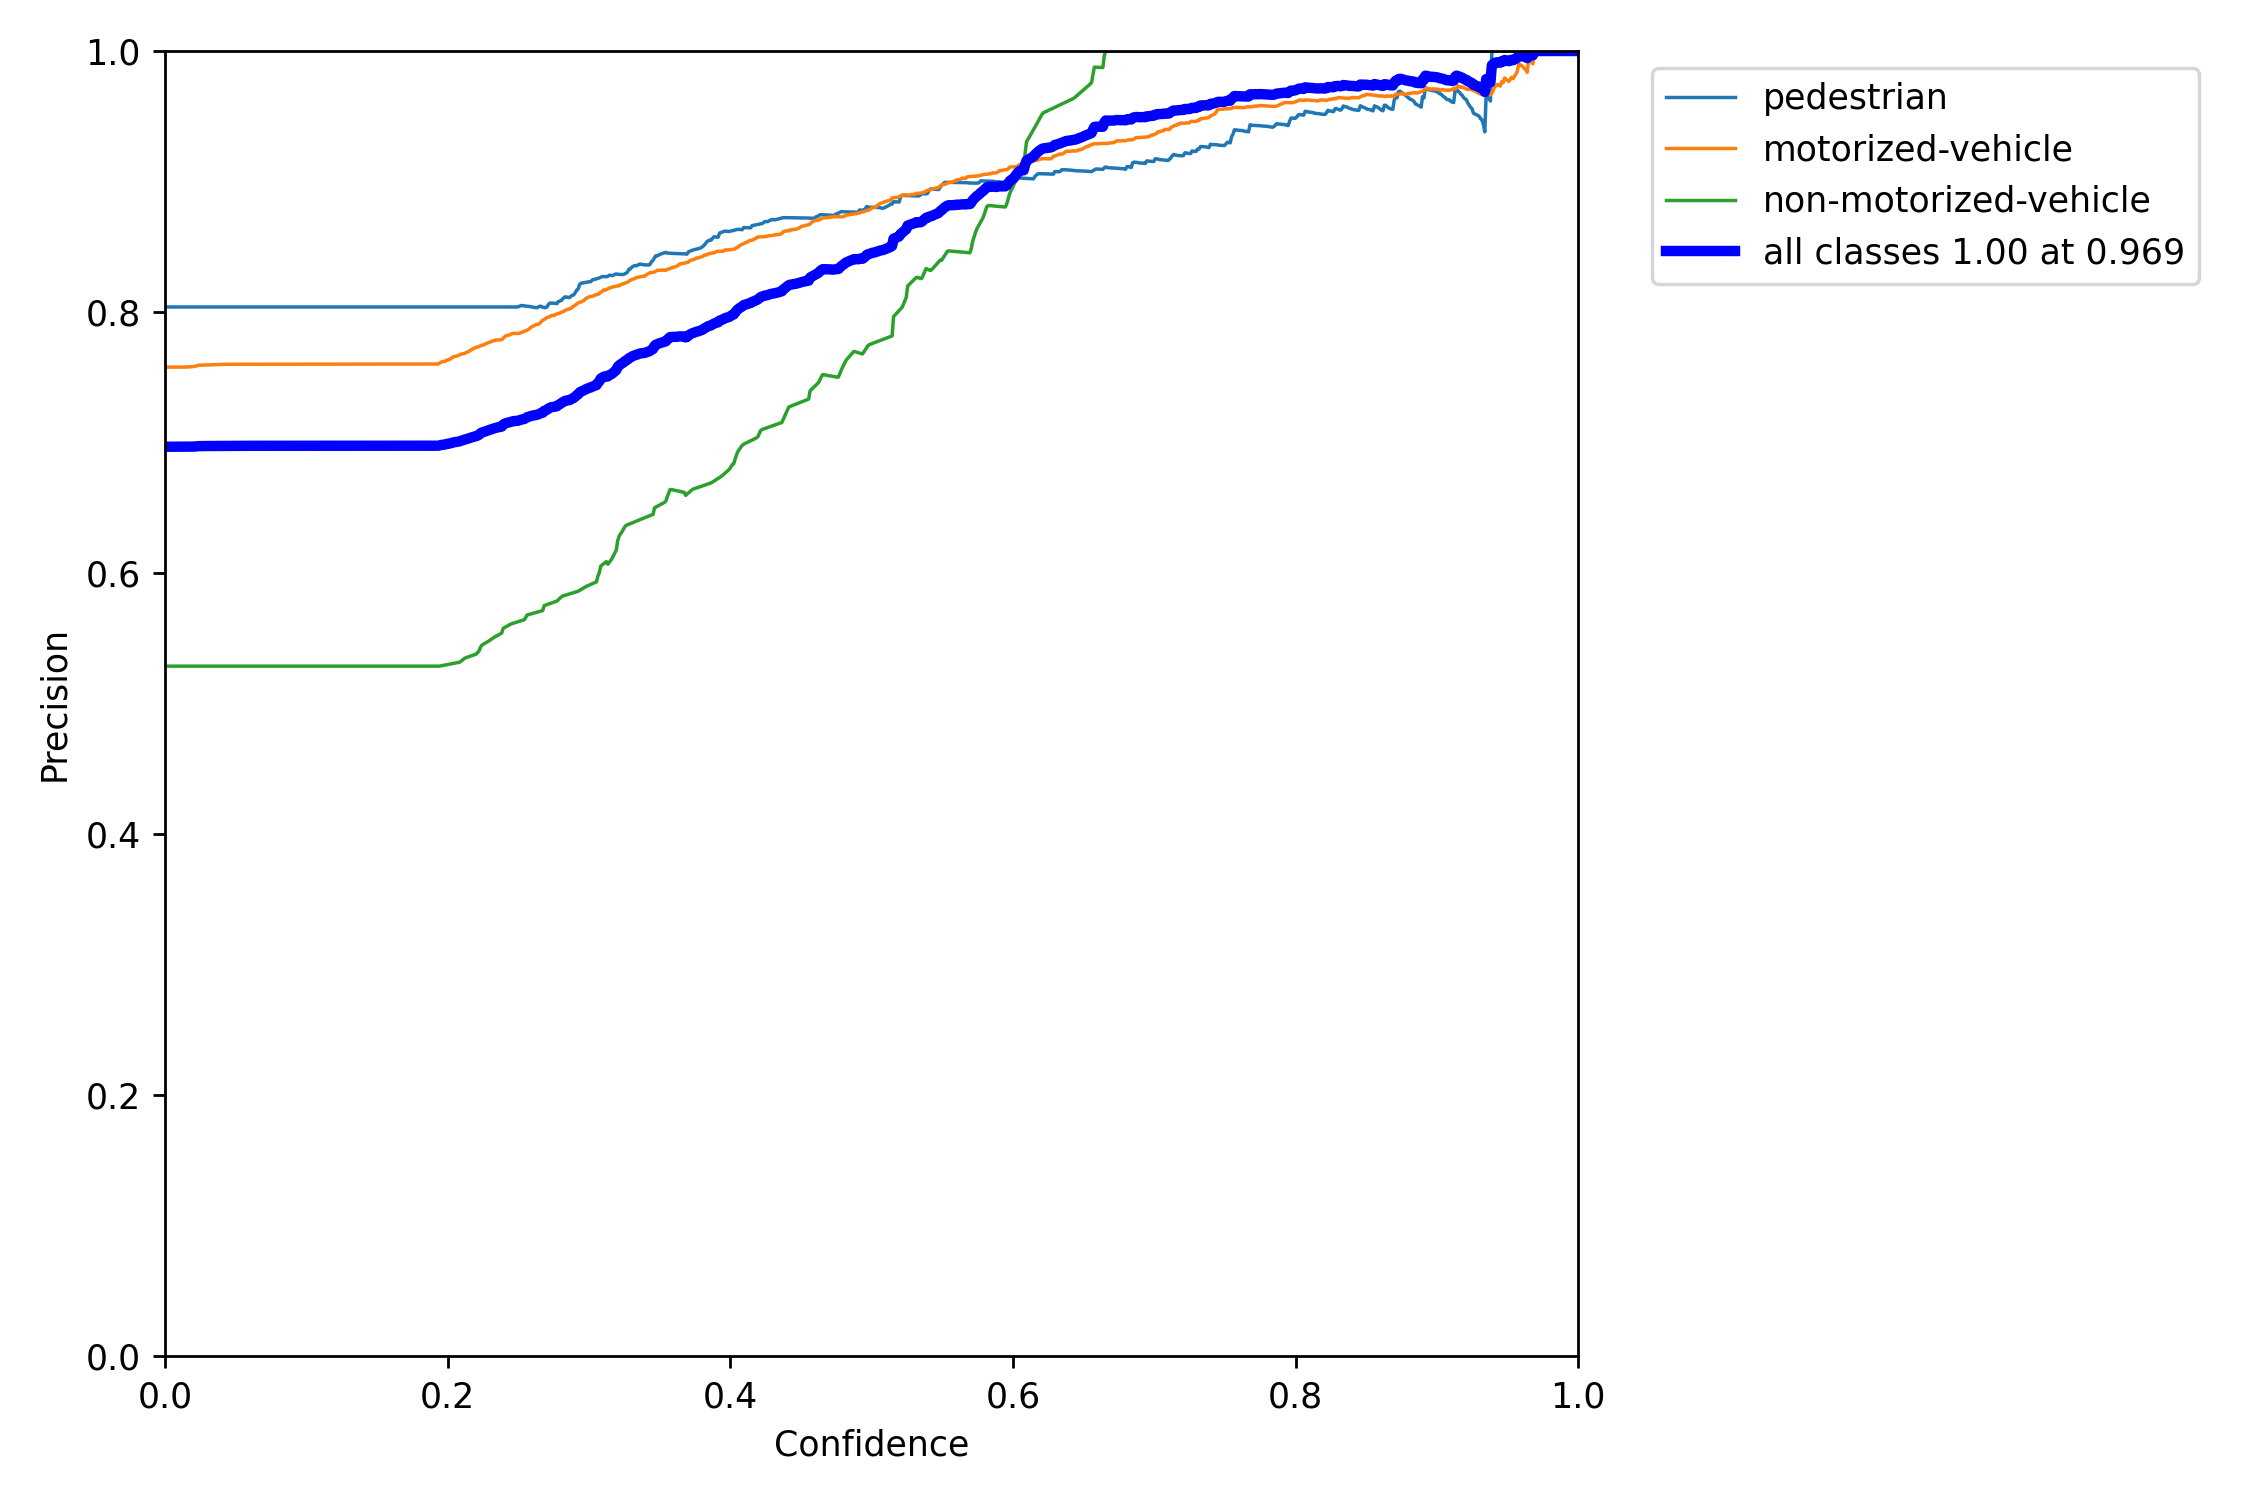 1.0
0.8
0.6
0.4
0.2
0.0
Precision
0.0 0.2 0.4 0.6 0.8 1.0
Confidence
pedestrian
motorized-vehicle
non-motorized-vehicle
all classes 1.00 at 0.969